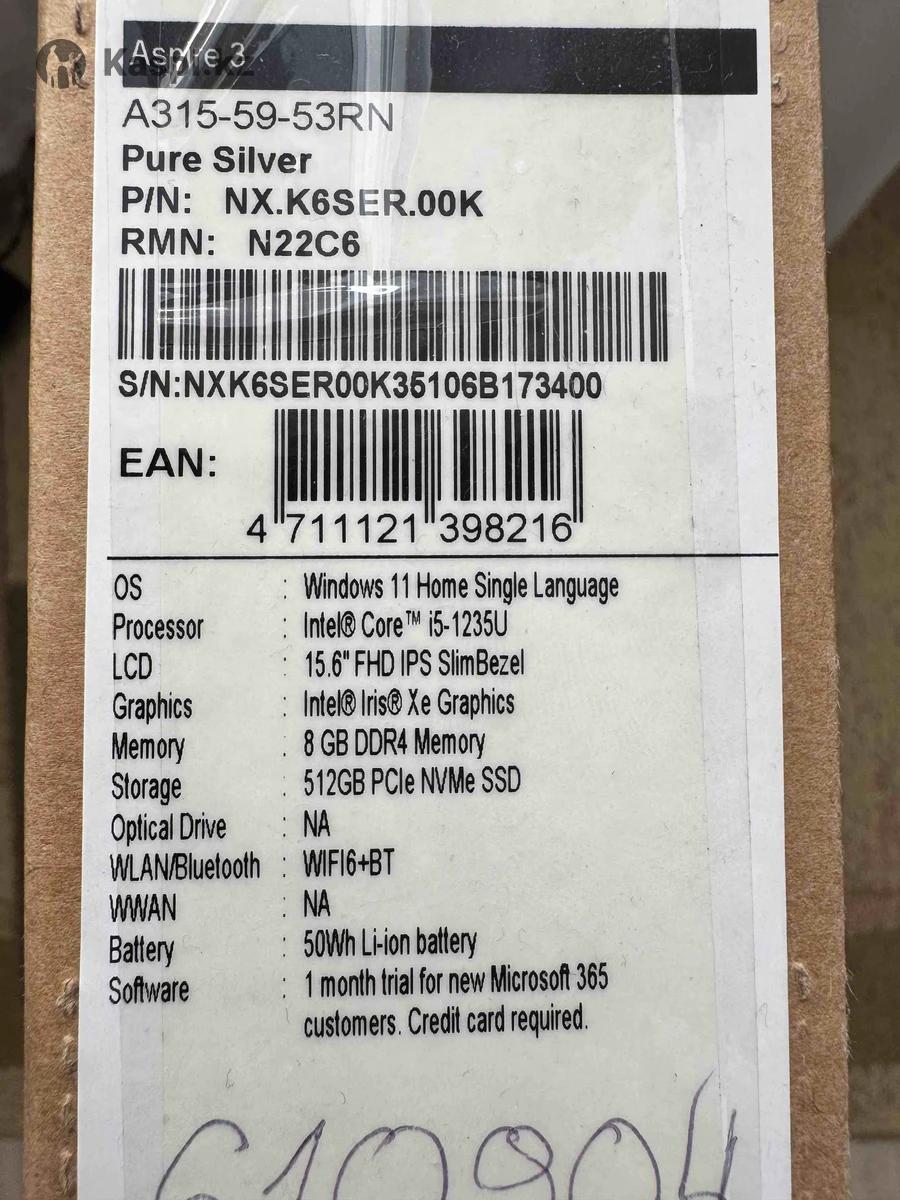 Aspire 3
Kaspi.kz
A315-59-53RN
Pure Silver
P/N: NX.K6SER.00K
RMN: N22C6
S/N:NXK6SER00K35106B173400
EAN:
4 711121 398216
OS : Windows 11 Home Single Language
Processor : Intel® Core™ i5-1235U
LCD : 15.6" FHD IPS SlimBezel
Graphics : Intel® Iris® Xe Graphics
Memory : 8 GB DDR4 Memory
Storage : 512GB PCIe NVMe SSD
Optical Drive : NA
WLAN/Bluetooth : WIFI6+BT
WWAN : NA
Battery : 50Wh Li-ion battery
Software : 1 month trial for new Microsoft 365
customers. Credit card required.